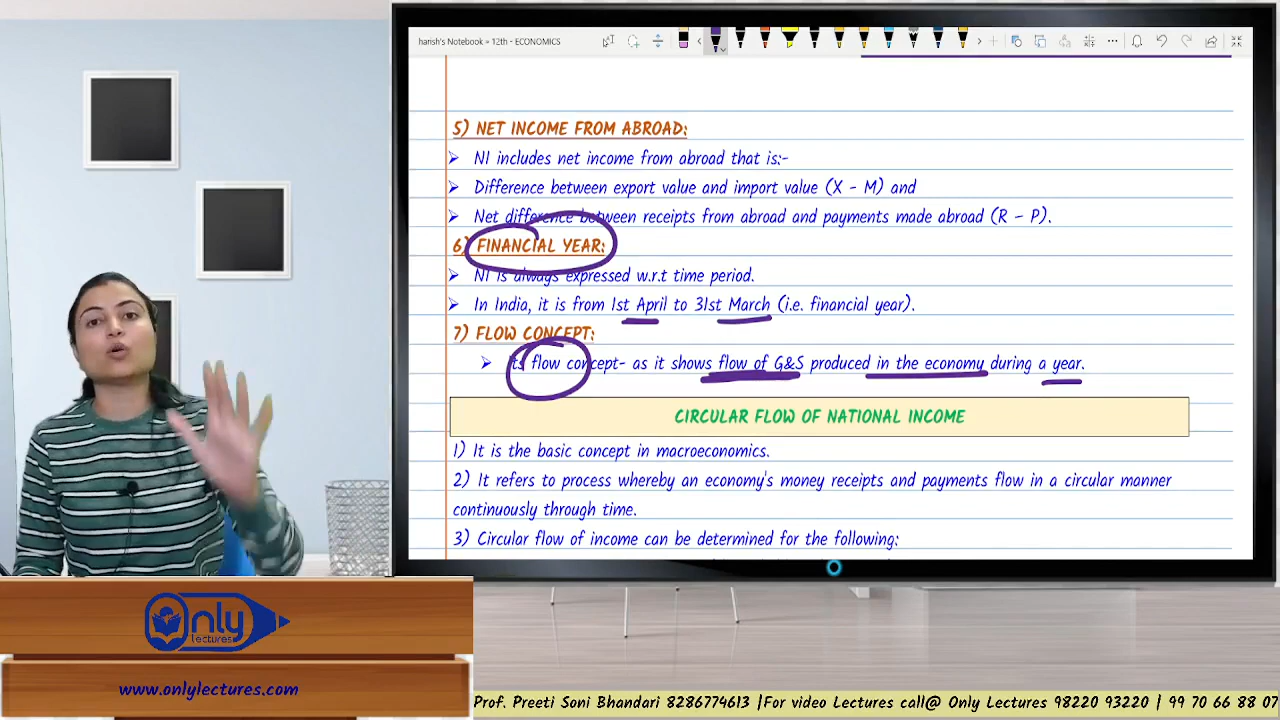 harish's Notebook » 12th - ECONOMICS
5) NET INCOME FROM ABROAD:
➢ NI includes net income from abroad that is:-
➢ Difference between export value and import value (X - M) and
➢ Net difference between receipts from abroad and payments made abroad (R - P).
6) FINANCIAL YEAR:
➢ NI is always expressed w.r.t time period.
➢ In India, it is from 1st April to 31st March (i.e. financial year).
7) FLOW CONCEPT:
➢ Its flow concept- as it shows flow of G&S produced in the economy during a year.
CIRCULAR FLOW OF NATIONAL INCOME
1) It is the basic concept in macroeconomics.
2) It refers to process whereby an economy's money receipts and payments flow in a circular manner
continuously through time.
3) Circular flow of income can be determined for the following:
Only
lectures
www.onlylectures.com
Prof. Preeti Soni Bhandari 8286774613 |For video Lectures call@ Only Lectures 98220 93220 | 99 70 66 88 07